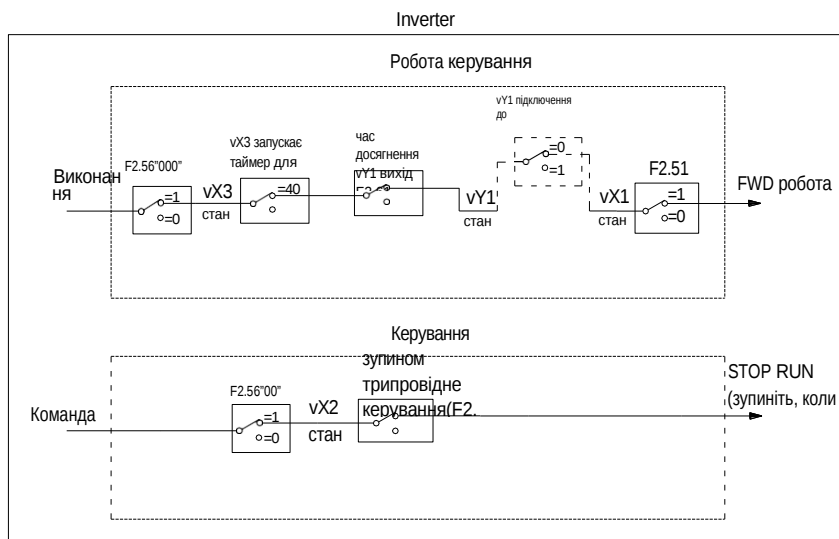 Inverter
Робота керування
vY1 підключення
до
vX3 запускає
таймер для
час
досягнення
vY1 вихід
F2.56”000”
Виконан
ня
=1
=0
vX3
стан
=40
vY1
стан
=0
=1
vX1
стан
F2.51
=1
=0
FWD робота
Керування
зупином
трипровідне
керування(F2.
STOP RUN
(зупиніть, коли
F2.56”00”
Команда
=1
=0
vX2
стан